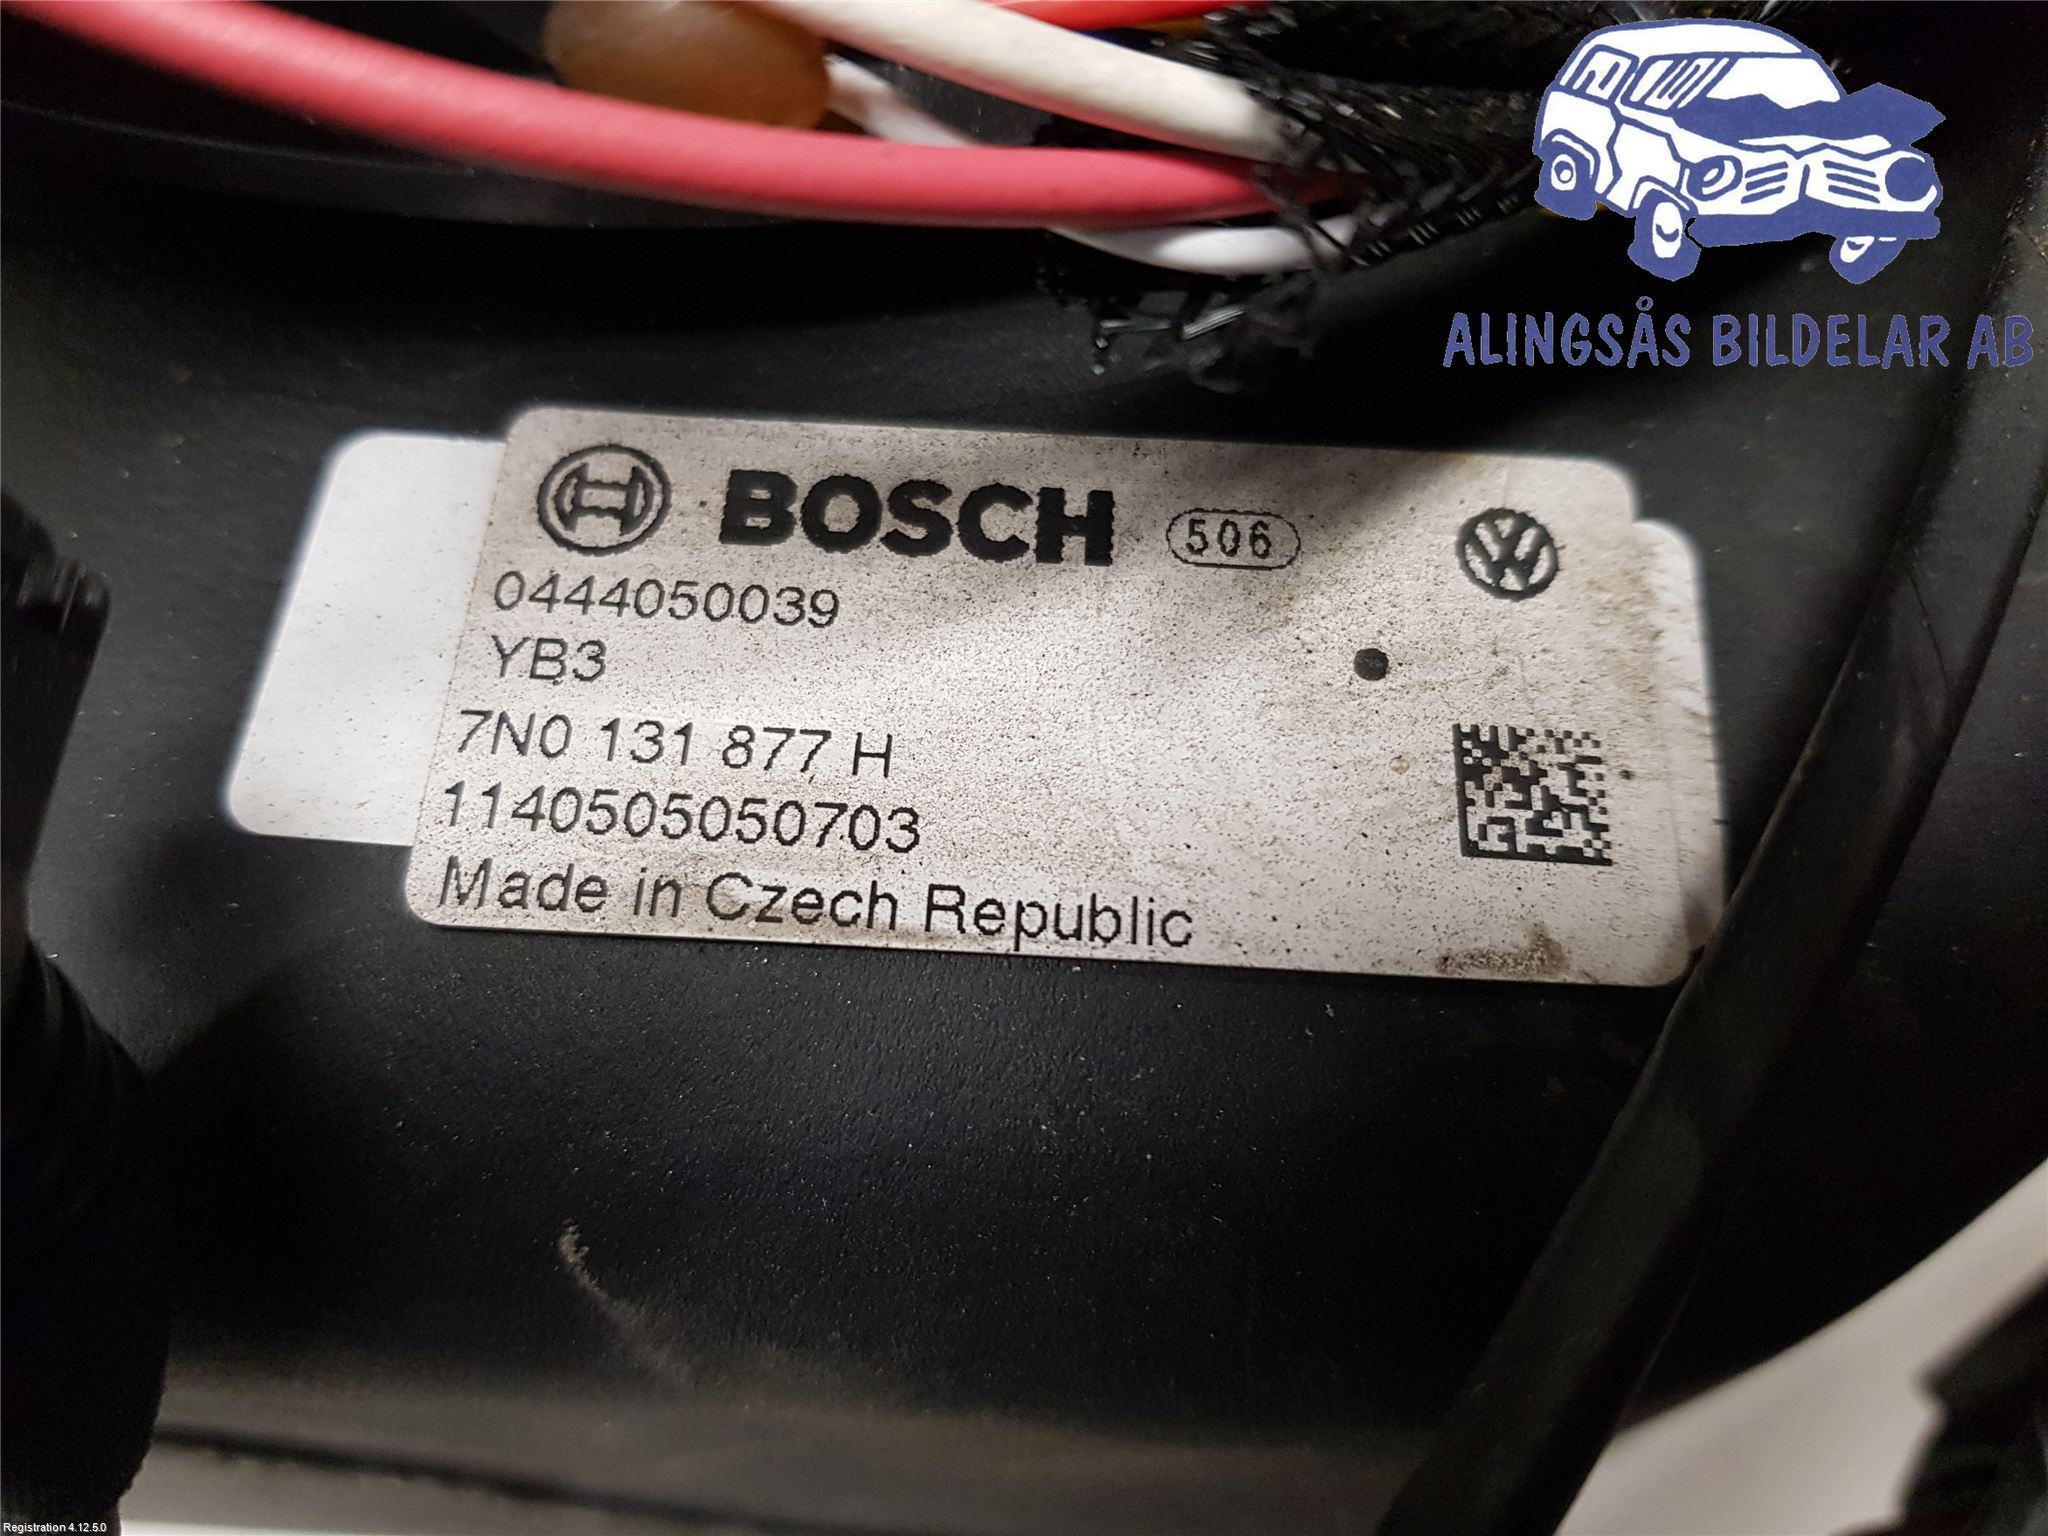 ALINGSÅS BILDELAR AB
BOSCH 506
0444050039
YB3
7N0 131 877 H
1140505050703
Made in Czech Republic
Registration 4.12.5.0